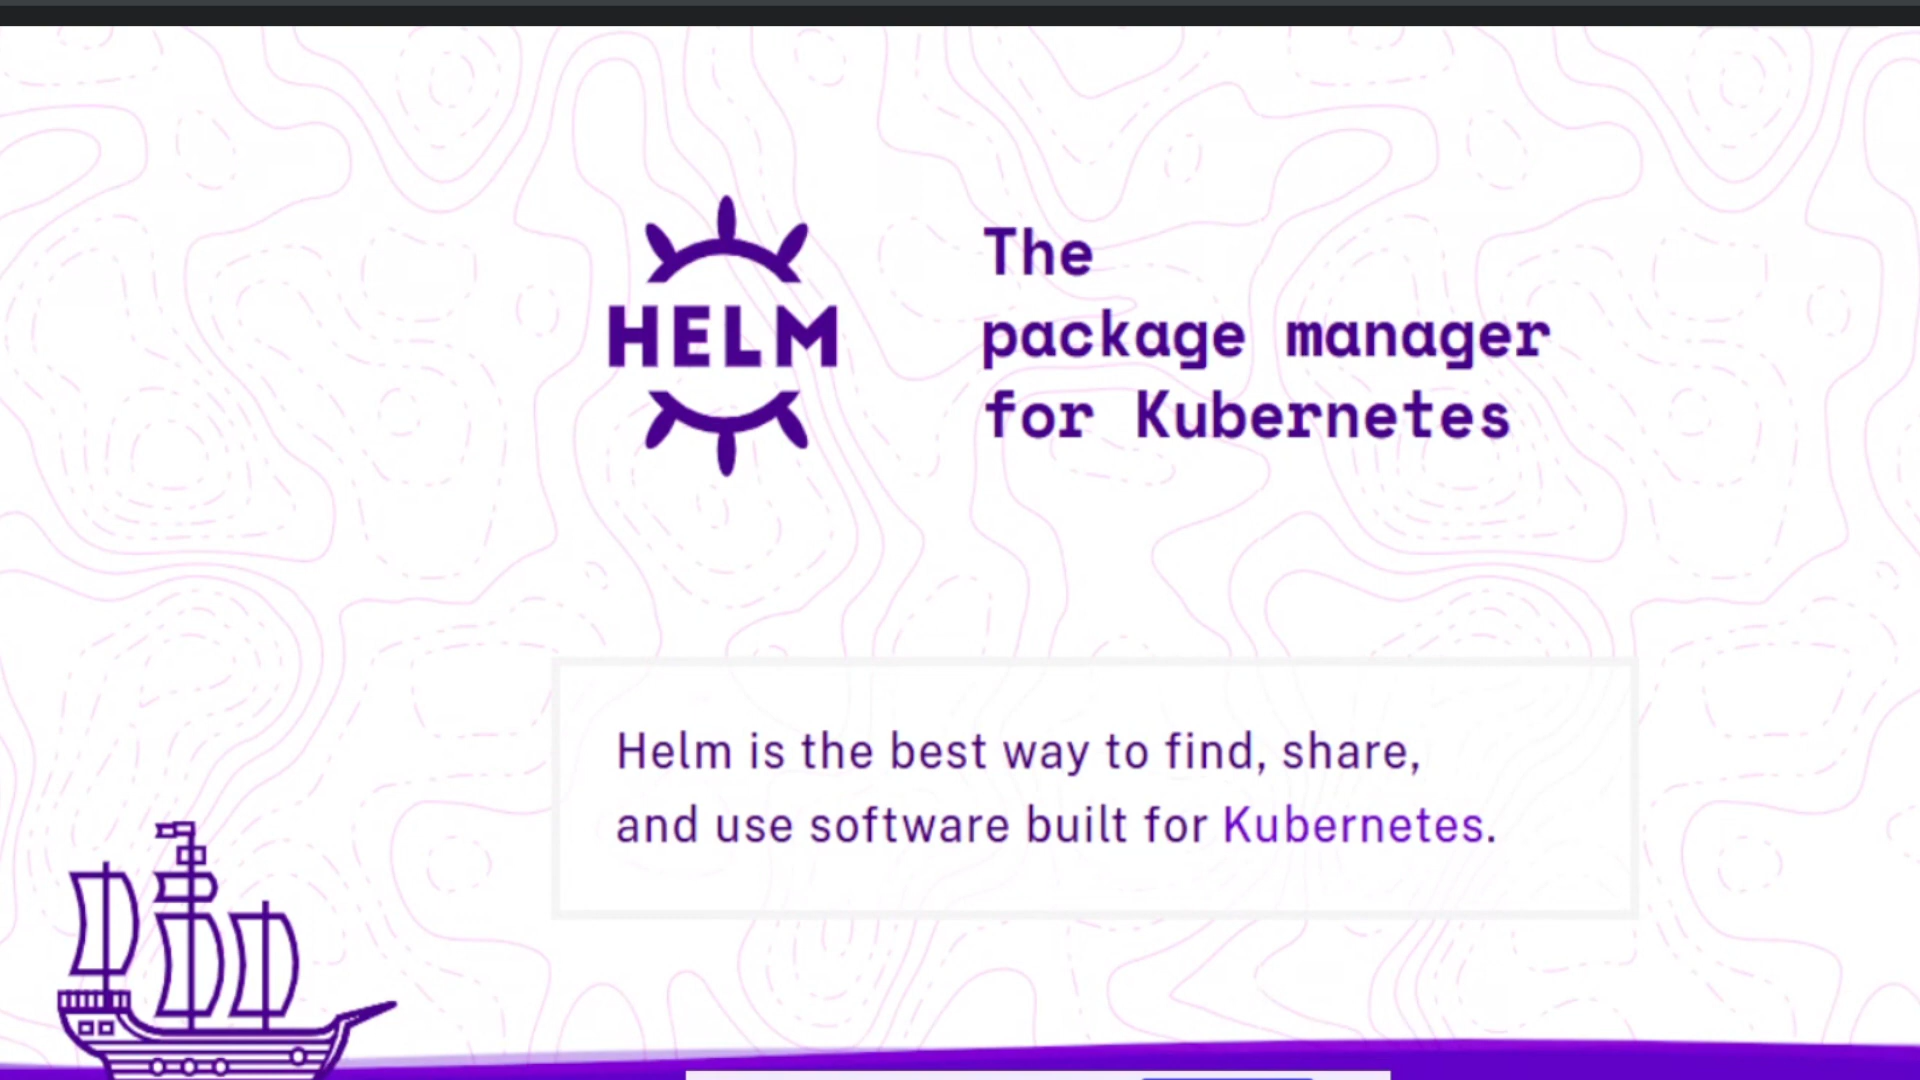 HELM
The
package manager
for Kubernetes
Helm is the best way to find, share,
and use software built for Kubernetes.